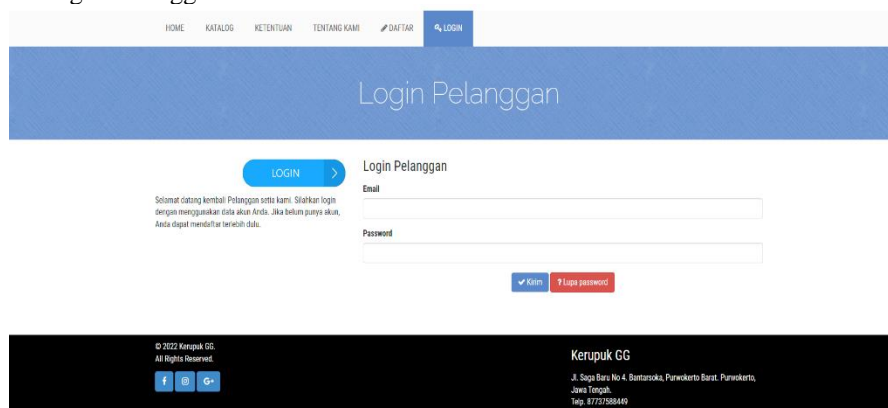 HOME KATALOG KETENTUAN TENTANG KAMI DAFTAR LOGIN
Login Pelanggan
LOGIN
Selamat datang kembali Pelanggan setia kami. Silahkan login
dengan menggunakan data akun Anda. Jika belum punya akun,
Anda dapat mendaftar terlebih dulu.
Login Pelanggan
Email
Password
Kirim ? Lupa password
© 2022 Kerupuk GG.
All Rights Reserved.
f G+
Kerupuk GG
Jl. Saga Baru No 4. Bantarsoka, Purwokerto Barat. Purwokerto,
Jawa Tengah.
Telp. 87737588449